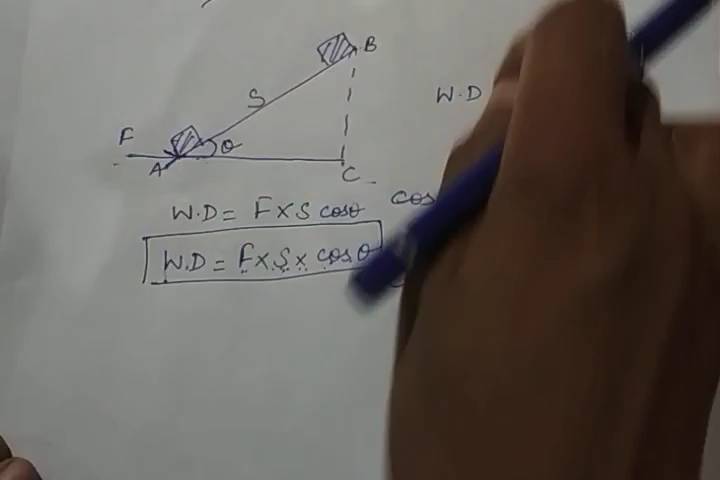 B
S
F
θ
A
C
W.D
W.D = F × S cosθ
cos
W.D = F × S × cosθ